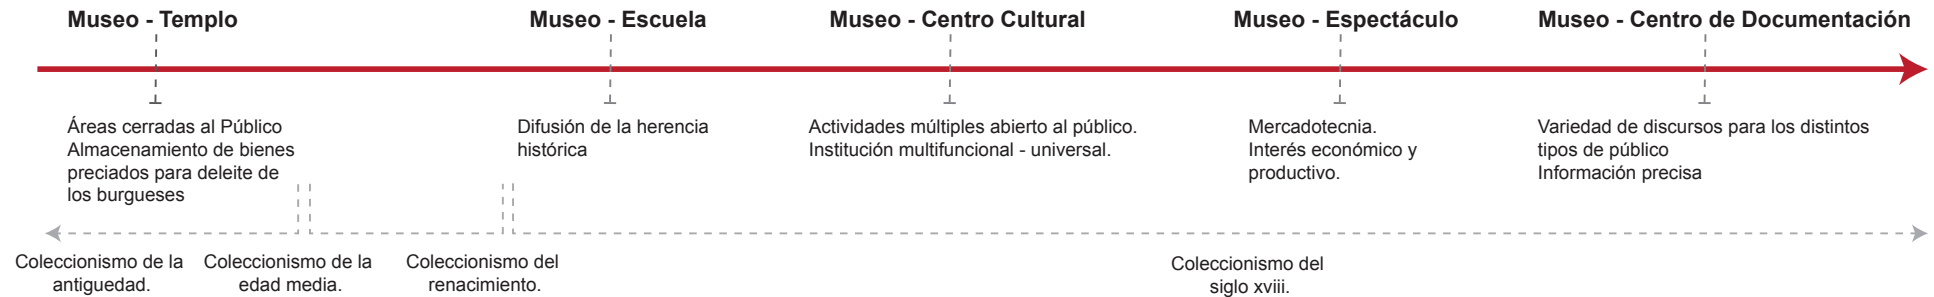 Museo - Templo
Museo - Escuela
Museo - Centro Cultural
Museo - Espectáculo
Museo - Centro de Documentación
Áreas cerradas al Público
Almacenamiento de bienes
preciados para deleite de
los burgueses
Difusión de la herencia
histórica
Actividades múltiples abierto al público.
Institución multifuncional - universal.
Mercadotecnia.
Interés económico y
productivo.
Variedad de discursos para los distintos
tipos de público
Información precisa
Coleccionismo de la
antiguedad.
Coleccionismo de la
edad media.
Coleccionismo del
renacimiento.
Coleccionismo del
siglo xviii.